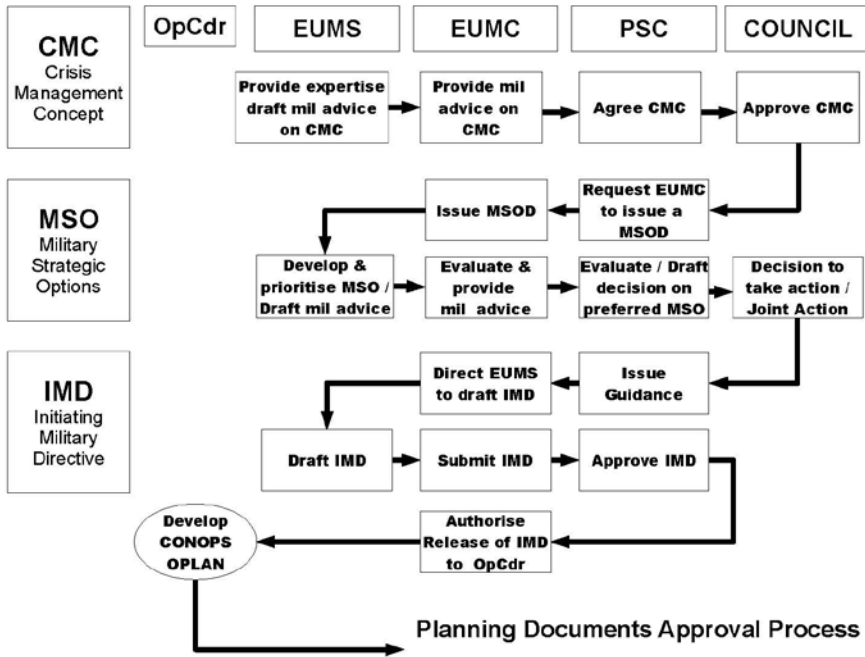 OpCdr
EUMS
EUMC
PSC
COUNCIL
CMC
Crisis
Management
Concept
Provide expertise
draft mil advice
on CMC
Provide mil
advice on
CMC
Agree CMC
Approve CMC
MSO
Military
Strategic
Options
Issue MSOD
Request EUMC
to issue a
MSOD
Develop &
prioritise MSO /
Draft mil advice
Evaluate &
provide
mil advice
Evaluate / Draft
decision on
preferred MSO
Decision to
take action /
Joint Action
IMD
Initiating
Military
Directive
Direct EUMS
to draft IMD
Issue
Guidance
Draft IMD
Submit IMD
Approve IMD
Develop
CONOPS
OPLAN
Authorise
Release of IMD
to OpCdr
Planning Documents Approval Process